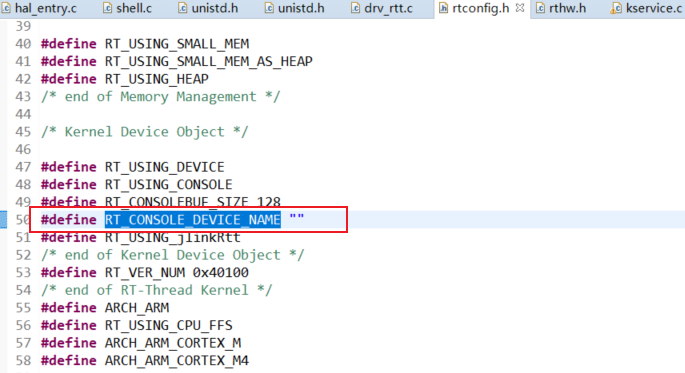 hal_entry.c shell.c unistd.h unistd.h drv_rtt.c rtconfig.h rthw.h kservice.c
39
40 #define RT_USING_SMALL_MEM
41 #define RT_USING_SMALL_MEM_AS_HEAP
42 #define RT_USING_HEAP
43 /* end of Memory Management */
44
45 /* Kernel Device Object */
46
47 #define RT_USING_DEVICE
48 #define RT_USING_CONSOLE
49 #define RT_CONSOLEBUF_SIZE 128
50 #define RT_CONSOLE_DEVICE_NAME ""
51 #define RT_USING_jlinkRtt
52 /* end of Kernel Device Object */
53 #define RT_VER_NUM 0x40100
54 /* end of RT-Thread Kernel */
55 #define ARCH_ARM
56 #define RT_USING_CPU_FFS
57 #define ARCH_ARM_CORTEX_M
58 #define ARCH_ARM_CORTEX_M4